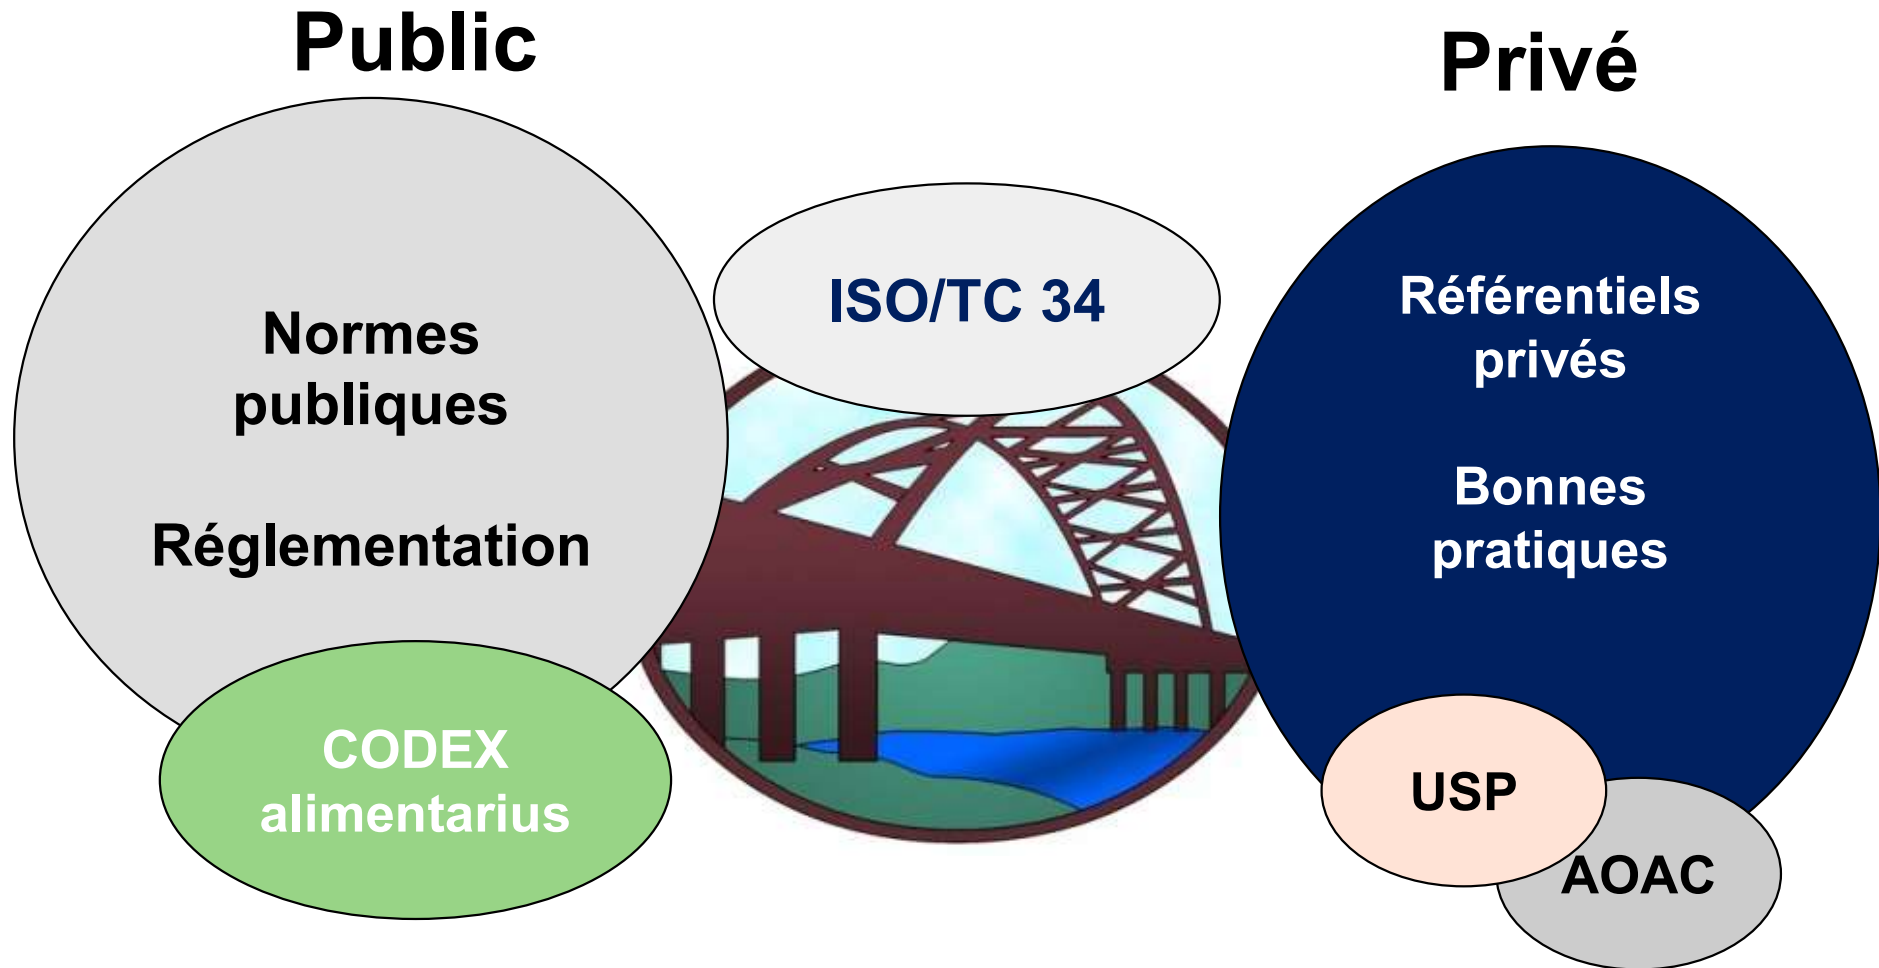 Public
Privé
Normes
publiques
Réglementation
CODEX
alimentarius
ISO/TC 34
Référentiels
privés
Bonnes
pratiques
USP
AOAC